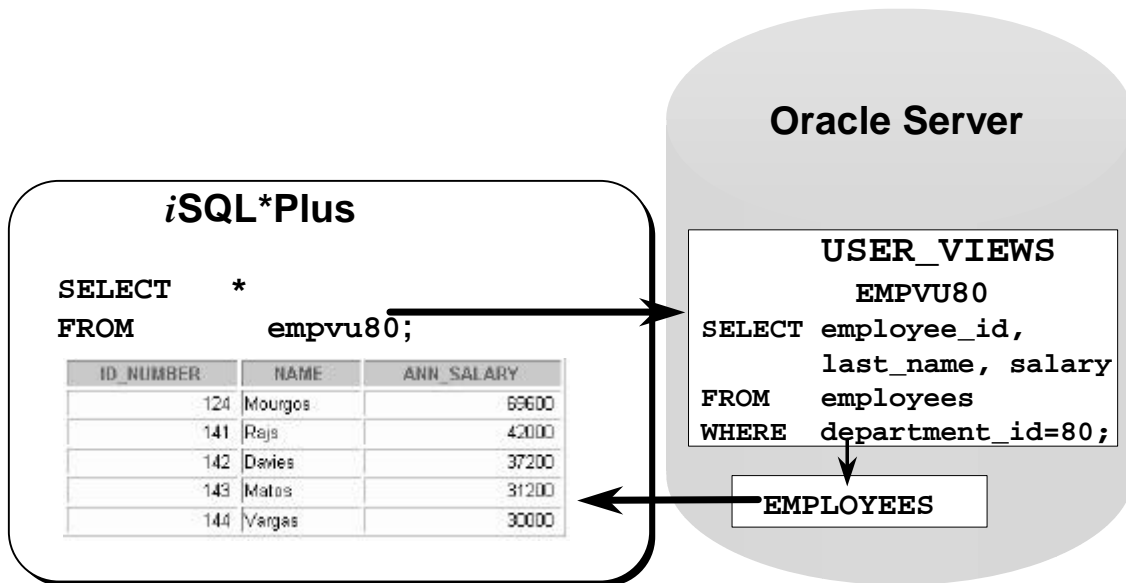 Oracle Server
iSQL*Plus
SELECT *
FROM empvu80;
ID_NUMBER NAME ANN_SALARY
124 Mourgos 69600
141 Rajs 42000
142 Davies 37200
143 Matos 31200
144 Vargas 30000
USER_VIEWS
EMPVU80
SELECT employee_id,
last_name, salary
FROM employees
WHERE department_id=80;
EMPLOYEES